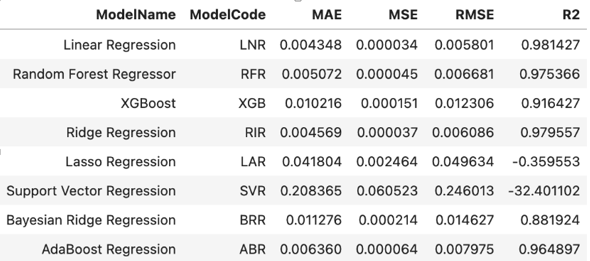 ModelName ModelCode MAE MSE RMSE R2
Linear Regression LNR 0.004348 0.000034 0.005801 0.981427
Random Forest Regressor RFR 0.005072 0.000045 0.006681 0.975366
XGBoost XGB 0.010216 0.000151 0.012306 0.916427
Ridge Regression RIR 0.004569 0.000037 0.006086 0.979557
Lasso Regression LAR 0.041804 0.002464 0.049634 -0.359553
Support Vector Regression SVR 0.208365 0.060523 0.246013 -32.401102
Bayesian Ridge Regression BRR 0.011276 0.000214 0.014627 0.881924
AdaBoost Regression ABR 0.006360 0.000064 0.007975 0.964897